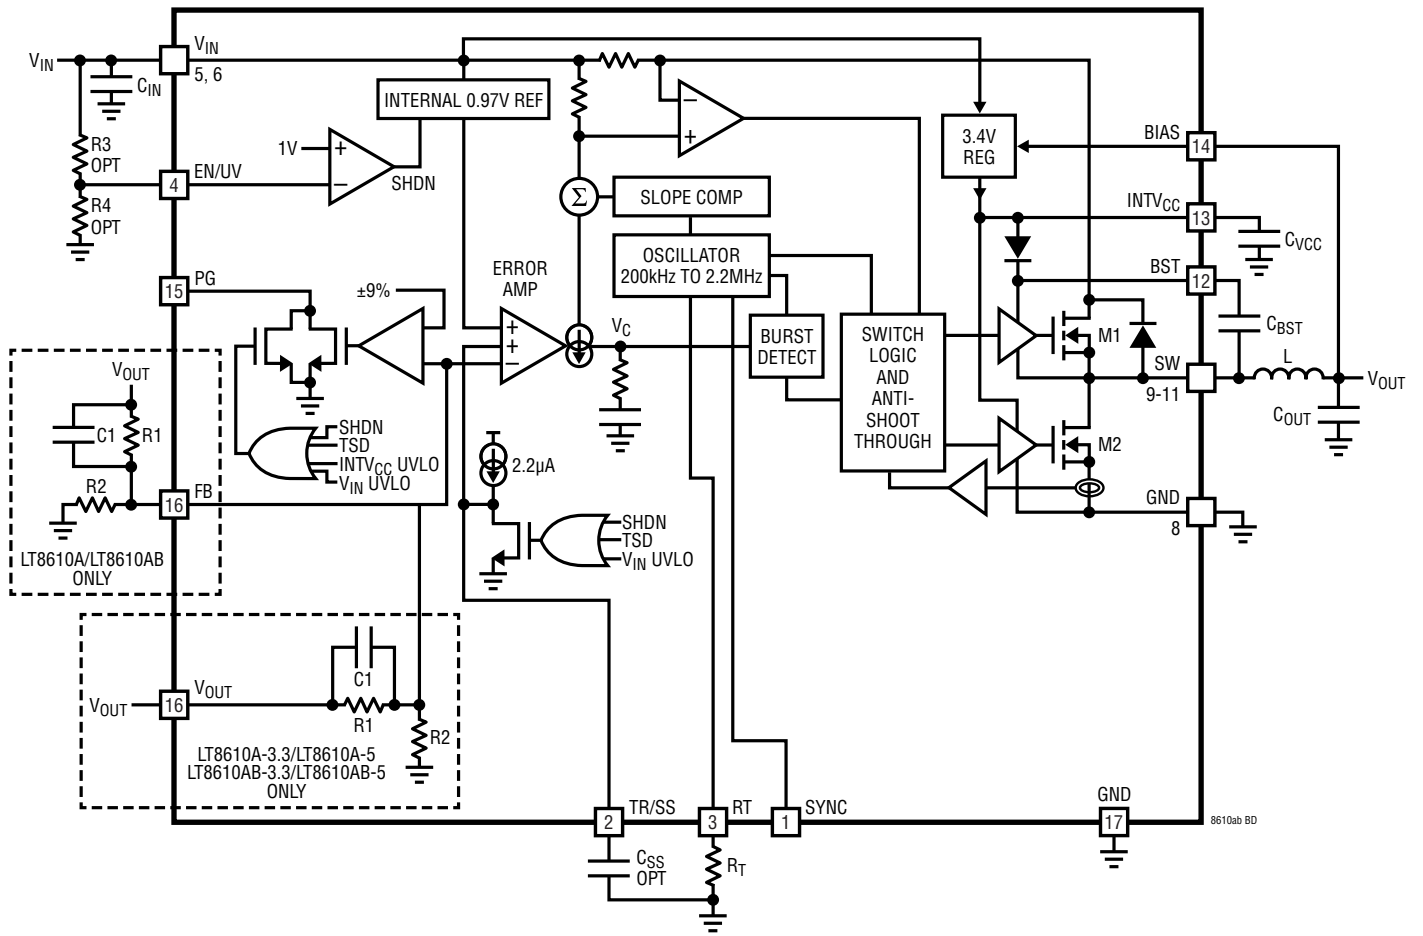 VIN
VIN
5, 6
CIN
R3
OPT
R4
OPT
4
EN/UV
1V
+
–
SHDN
INTERNAL 0.97V REF
–
+
3.4V
REG
BIAS
14
INTVCC
13
CVCC
BST
12
CBST
Σ
SLOPE COMP
OSCILLATOR
200kHz TO 2.2MHz
PG
15
±9%
ERROR
AMP
+
+
–
VC
BURST
DETECT
SWITCH
LOGIC
AND
ANTI-
SHOOT
THROUGH
M1
SW
9-11
L
VOUT
COUT
M2
GND
8
VOUT
C1
R1
R2
16
FB
LT8610A/LT8610AB
ONLY
SHDN
TSD
INTVCC UVLO
VIN UVLO
2.2µA
SHDN
TSD
VIN UVLO
VOUT
16
VOUT
C1
R1
R2
LT8610A-3.3/LT8610A-5
LT8610AB-3.3/LT8610AB-5
ONLY
2
TR/SS
3
RT
1
SYNC
GND
17
8610ab BD
CSS
OPT
RT